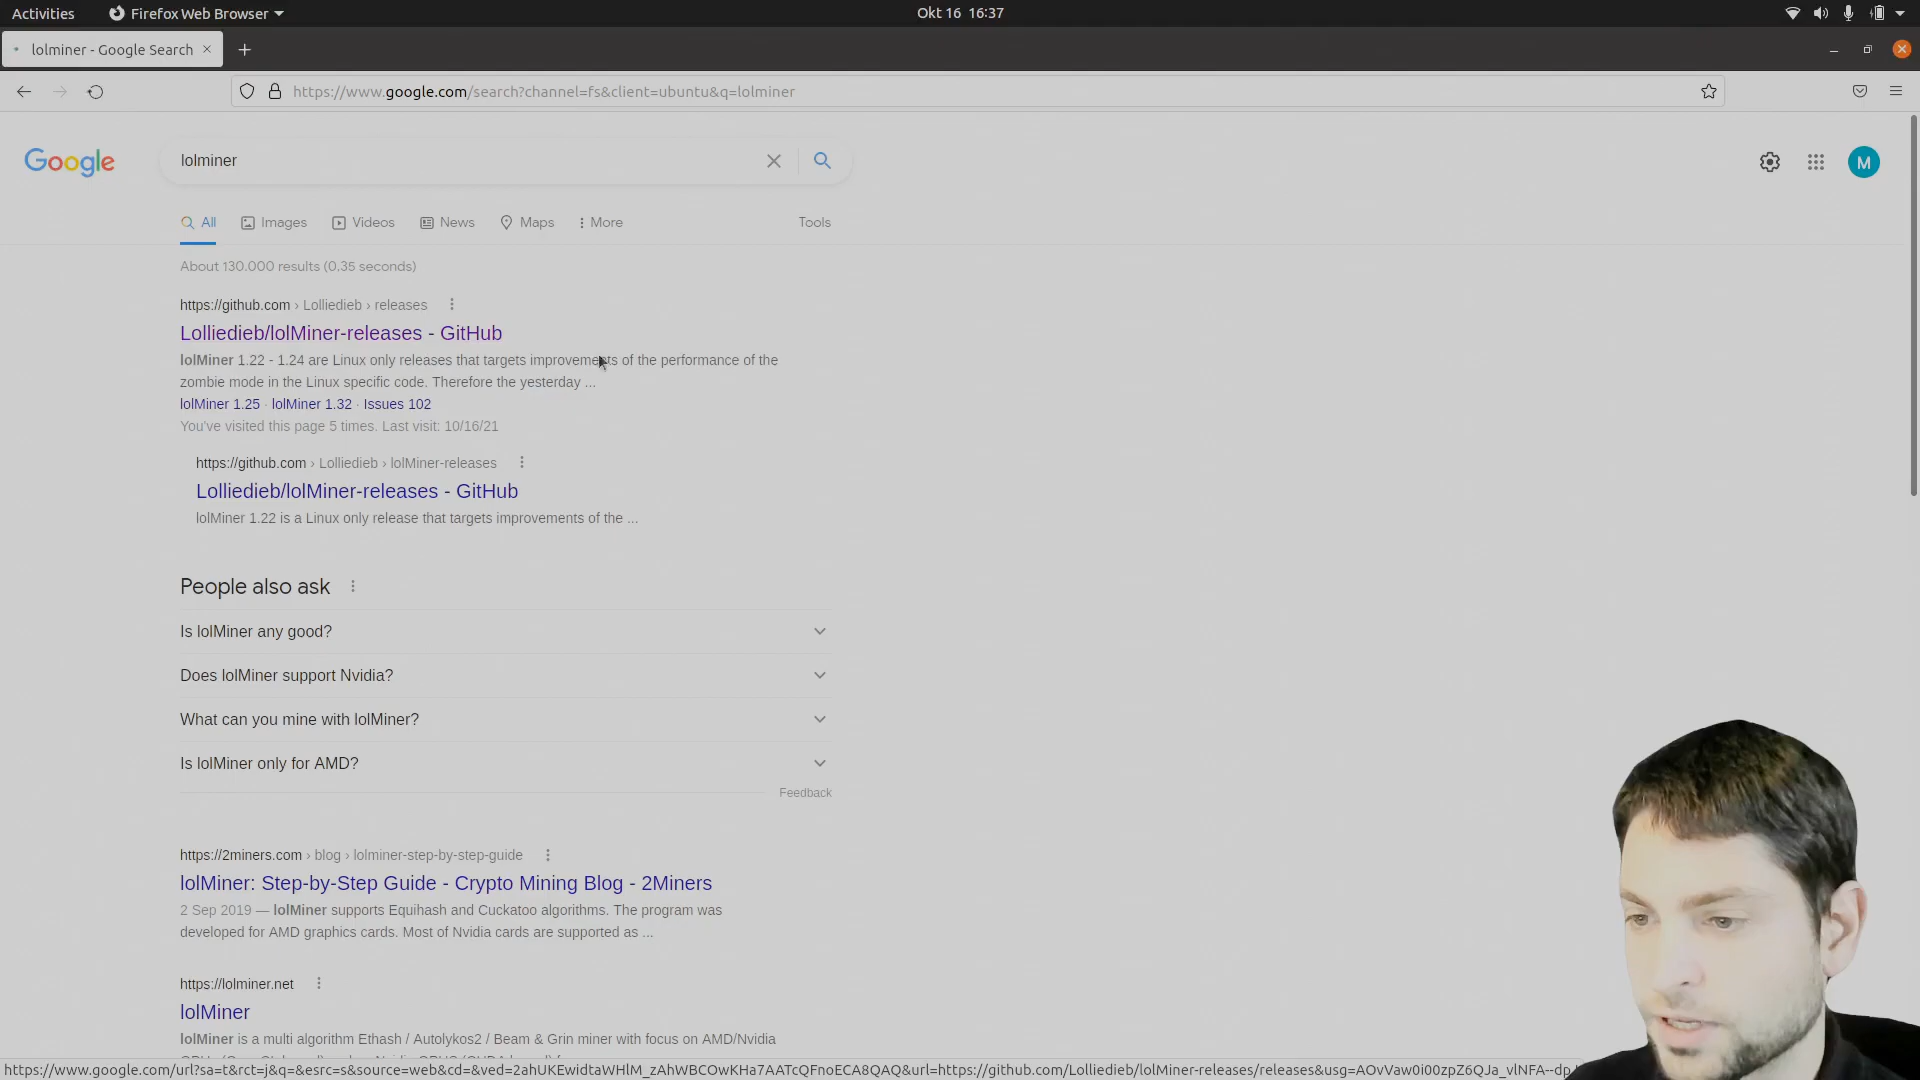 Activities
Firefox Web Browser
Okt 16 16:37
lolminer - Google Search
https://www.google.com/search?channel=fs&client=ubuntu&q=lolminer
Google
lolminer
M
All
Images
Videos
News
Maps
More
Tools
About 130.000 results (0,35 seconds)
https://github.com › Lolliedieb › releases
Lolliedieb/lolMiner-releases - GitHub
lolMiner 1.22 - 1.24 are Linux only releases that targets improvements of the performance of the
zombie mode in the Linux specific code. Therefore the yesterday ...
lolMiner 1.25 · lolMiner 1.32 · Issues 102
You've visited this page 5 times. Last visit: 10/16/21
https://github.com › Lolliedieb › lolMiner-releases
Lolliedieb/lolMiner-releases - GitHub
lolMiner 1.22 is a Linux only release that targets improvements of the ...
People also ask
Is lolMiner any good?
Does lolMiner support Nvidia?
What can you mine with lolMiner?
Is lolMiner only for AMD?
Feedback
https://2miners.com › blog › lolminer-step-by-step-guide
lolMiner: Step-by-Step Guide - Crypto Mining Blog - 2Miners
2 Sep 2019 — lolMiner supports Equihash and Cuckatoo algorithms. The program was
developed for AMD graphics cards. Most of Nvidia cards are supported as ...
https://lolminer.net
lolMiner
lolMiner is a multi algorithm Ethash / Autolykos2 / Beam & Grin miner with focus on AMD/Nvidia
https://www.google.com/url?sa=t&rct=j&q=&esrc=s&source=web&cd=&ved=2ahUKEwidtaWHlM_zAhWBCOwKHa7AATcQFnoECA8QAQ&url=https://github.com/Lolliedieb/lolMiner-releases/releases&usg=AOvVaw0i00zpZ6QJa_vlNFA--dp